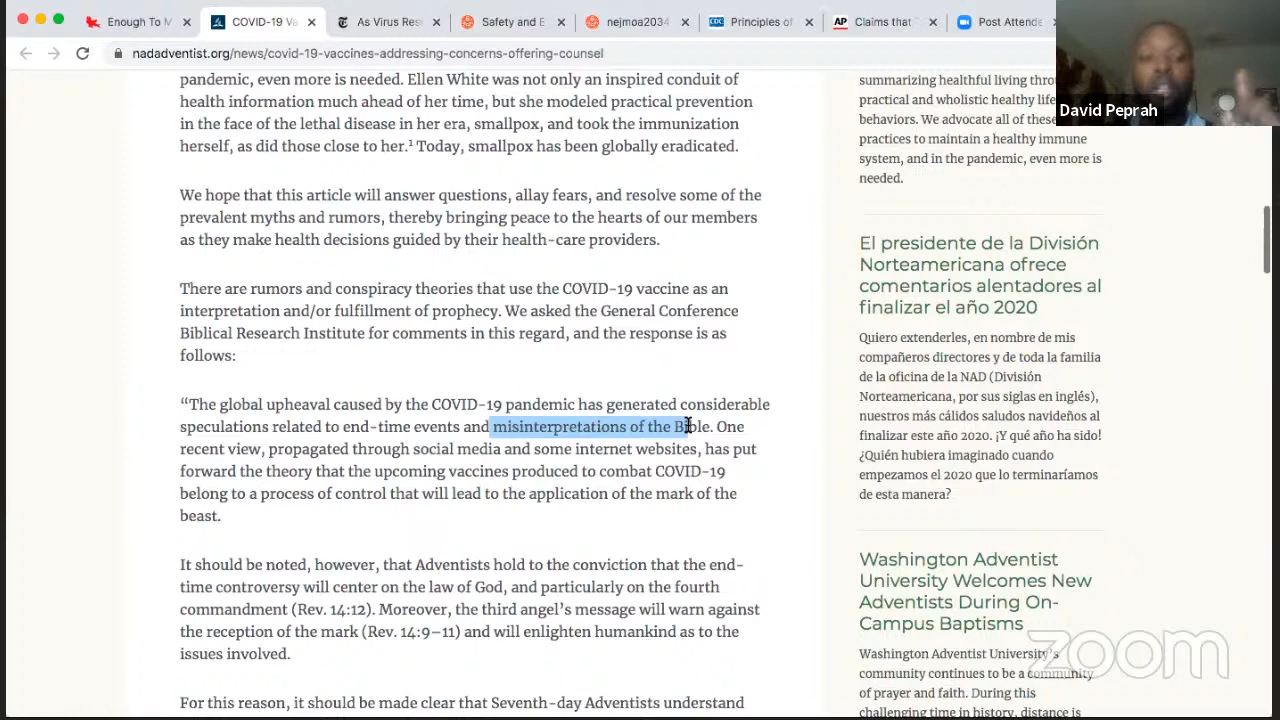 Enough To M
COVID-19 Va
As Virus Resi
Safety and E
nejmoa2034
Principles of
Claims that
Post Attende
nadadventist.org/news/covid-19-vaccines-addressing-concerns-offering-counsel
David Peprah
pandemic, even more is needed. Ellen White was not only an inspired conduit of
health information much ahead of her time, but she modeled practical prevention
in the face of the lethal disease in her era, smallpox, and took the immunization
herself, as did those close to her.¹ Today, smallpox has been globally eradicated.
We hope that this article will answer questions, allay fears, and resolve some of the
prevalent myths and rumors, thereby bringing peace to the hearts of our members
as they make health decisions guided by their health-care providers.
There are rumors and conspiracy theories that use the COVID-19 vaccine as an
interpretation and/or fulfillment of prophecy. We asked the General Conference
Biblical Research Institute for comments in this regard, and the response is as
follows:
“The global upheaval caused by the COVID-19 pandemic has generated considerable
speculations related to end-time events and misinterpretations of the Bible. One
recent view, propagated through social media and some internet websites, has put
forward the theory that the upcoming vaccines produced to combat COVID-19
belong to a process of control that will lead to the application of the mark of the
beast.
It should be noted, however, that Adventists hold to the conviction that the end-
time controversy will center on the law of God, and particularly on the fourth
commandment (Rev. 14:12). Moreover, the third angel’s message will warn against
the reception of the mark (Rev. 14:9–11) and will enlighten humankind as to the
issues involved.
For this reason, it should be made clear that Seventh-day Adventists understand
summarizing healthful living
practical and wholistic healthy
behaviors. We advocate all of these
practices to maintain a healthy immune
system, and in the pandemic, even more is
needed.
El presidente de la División
Norteamericana ofrece
comentarios alentadores al
finalizar el año 2020
Quiero extenderles, en nombre de mis
compañeros directores y de toda la familia
de la oficina de la NAD (División
Norteamericana, por sus siglas en inglés),
nuestros más cálidos saludos navideños al
finalizar este año 2020. ¡Y qué año ha sido!
¿Quién hubiera imaginado cuando
empezamos el 2020 que lo terminaríamos
de esta manera?
Washington Adventist
University Welcomes New
Adventists During On-
Campus Baptisms
Washington Adventist University’s
community continues to be a community
of prayer and faith. During this
challenging time in history, distance is
zoom